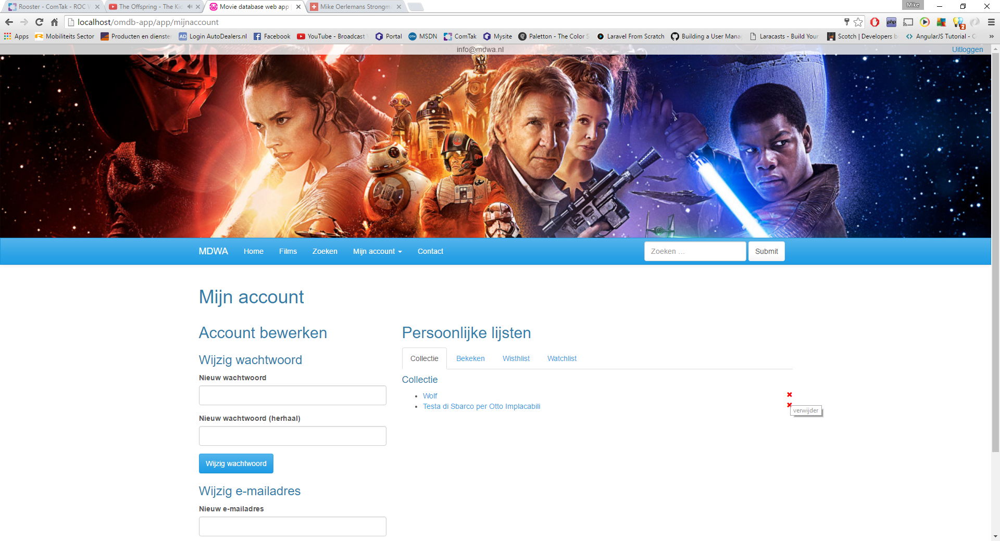 Mike
Rooster - ComTak - ROC
The Offspring - The Kid
Movie database web app
Mike Oerlemans Strongm
localhost/omdb-app/app/mijnaccount
php
2
Apps
Mobiliteits Sector
Producten en dienste
AD Login AutoDealers.nl
Facebook
YouTube - Broadcast
Portal
MSDN
ComTak
Mysite
Paletton - The Color
Laravel From Scratch
Building a User Mana
Laracasts - Build Your
Scotch | Developers
AngularJS Tutorial -
»
info@mdwa.nl
Uitloggen
MDWA Home Films Zoeken Mijn account Contact
Zoeken ...
Submit
Mijn account
Account bewerken
Wijzig wachtwoord
Nieuw wachtwoord
Nieuw wachtwoord (herhaal)
Wijzig wachtwoord
Wijzig e-mailadres
Nieuw e-mailadres
Persoonlijke lijsten
Collectie Bekeken Wisthlist Watchlist
Collectie
Wolf
Testa di Sbarco per Otto Implacabili
verwijder